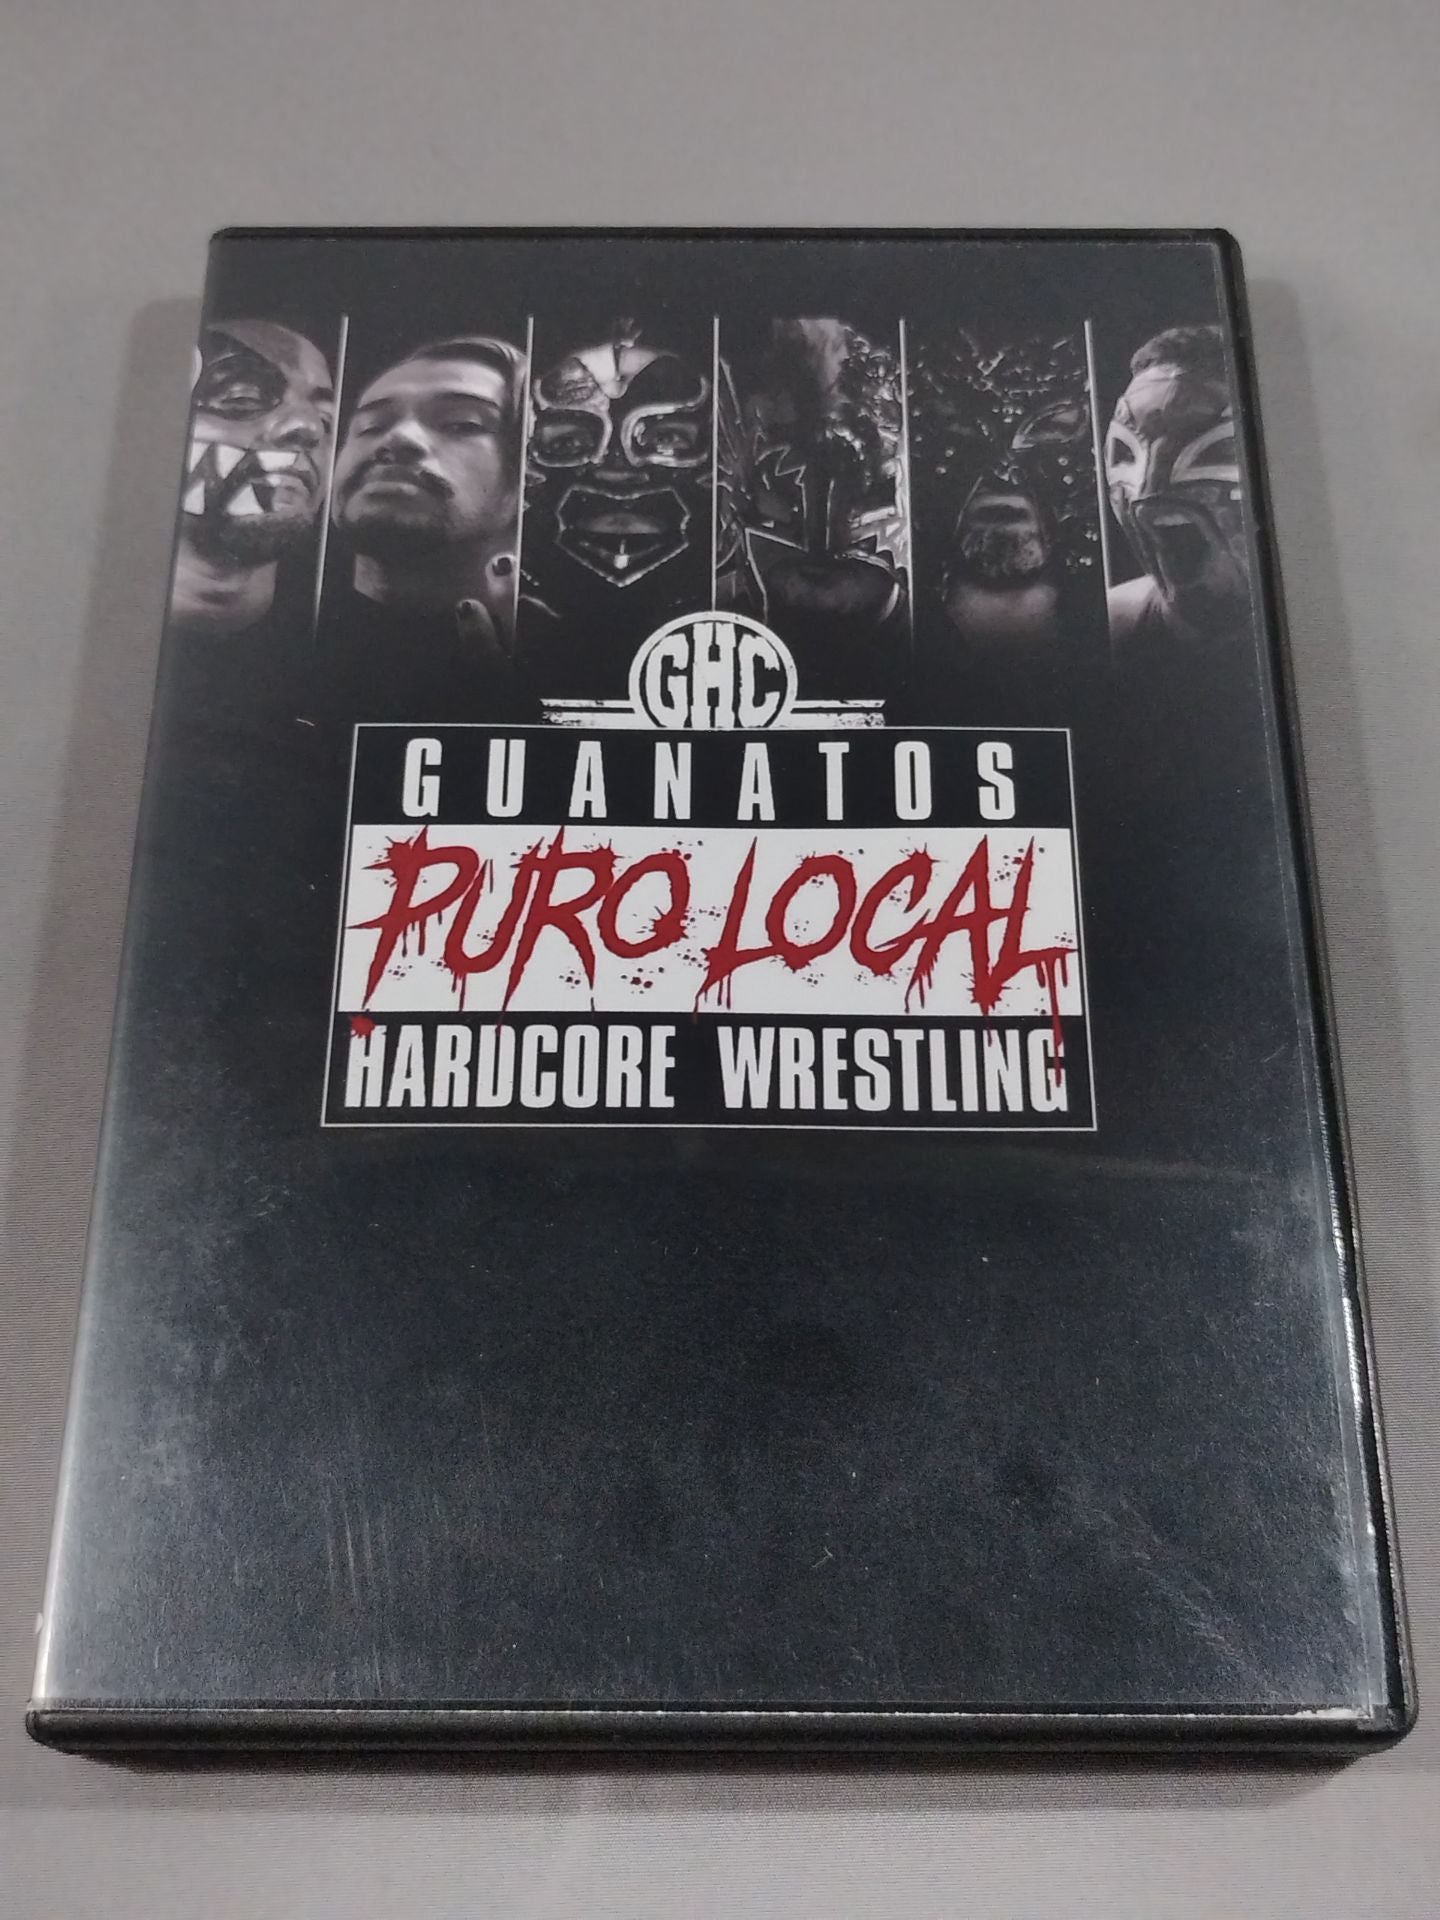 GHC
GUANATOS
PURO LOCAL
HARDCORE WRESTLING